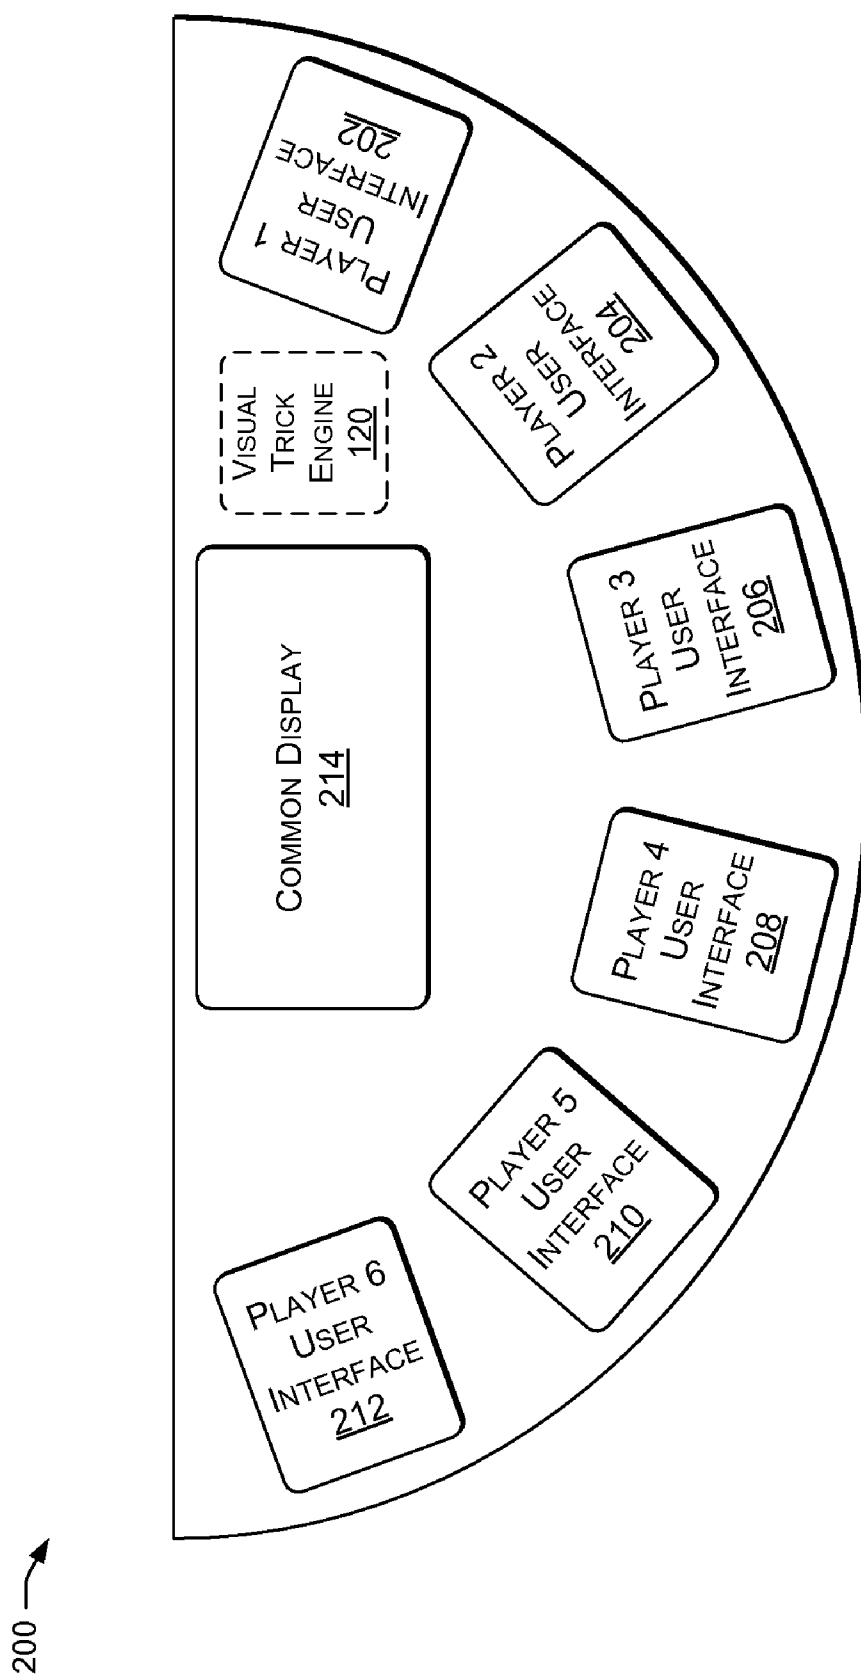 200
COMMON DISPLAY
214
VISUAL
TRICK
ENGINE
120
PLAYER 1
USER
INTERFACE
202
PLAYER 2
USER
INTERFACE
204
PLAYER 3
USER
INTERFACE
206
PLAYER 4
USER
INTERFACE
208
PLAYER 5
USER
INTERFACE
210
PLAYER 6
USER
INTERFACE
212